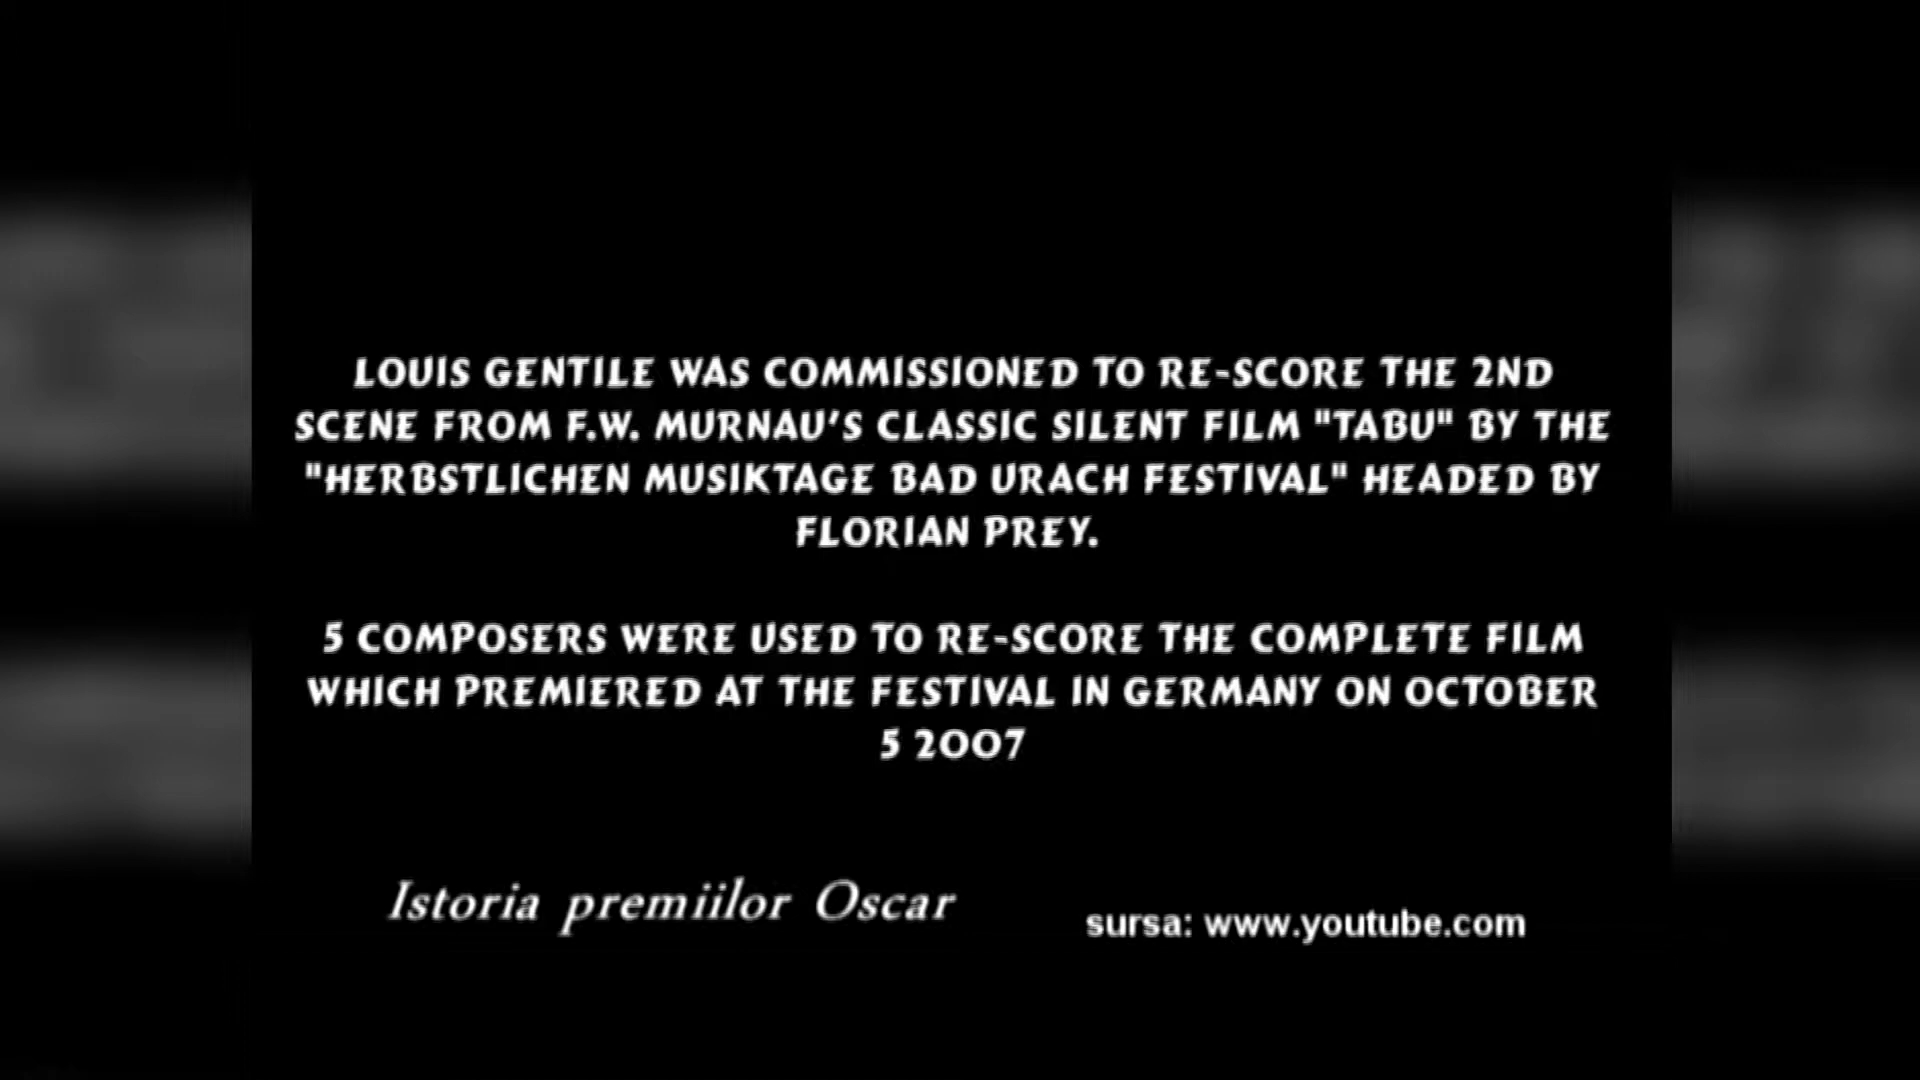 LOUIS GENTILE WAS COMMISSIONED TO RE-SCORE THE 2ND
SCENE FROM F.W. MURNAU'S CLASSIC SILENT FILM "TABU" BY THE
"HERBSTLICHEN MUSIKTAGE BAD URACH FESTIVAL" HEADED BY
FLORIAN PREY.
5 COMPOSERS WERE USED TO RE-SCORE THE COMPLETE FILM
WHICH PREMIERED AT THE FESTIVAL IN GERMANY ON OCTOBER
5 2007
Istoria premiilor Oscar
sursa: www.youtube.com